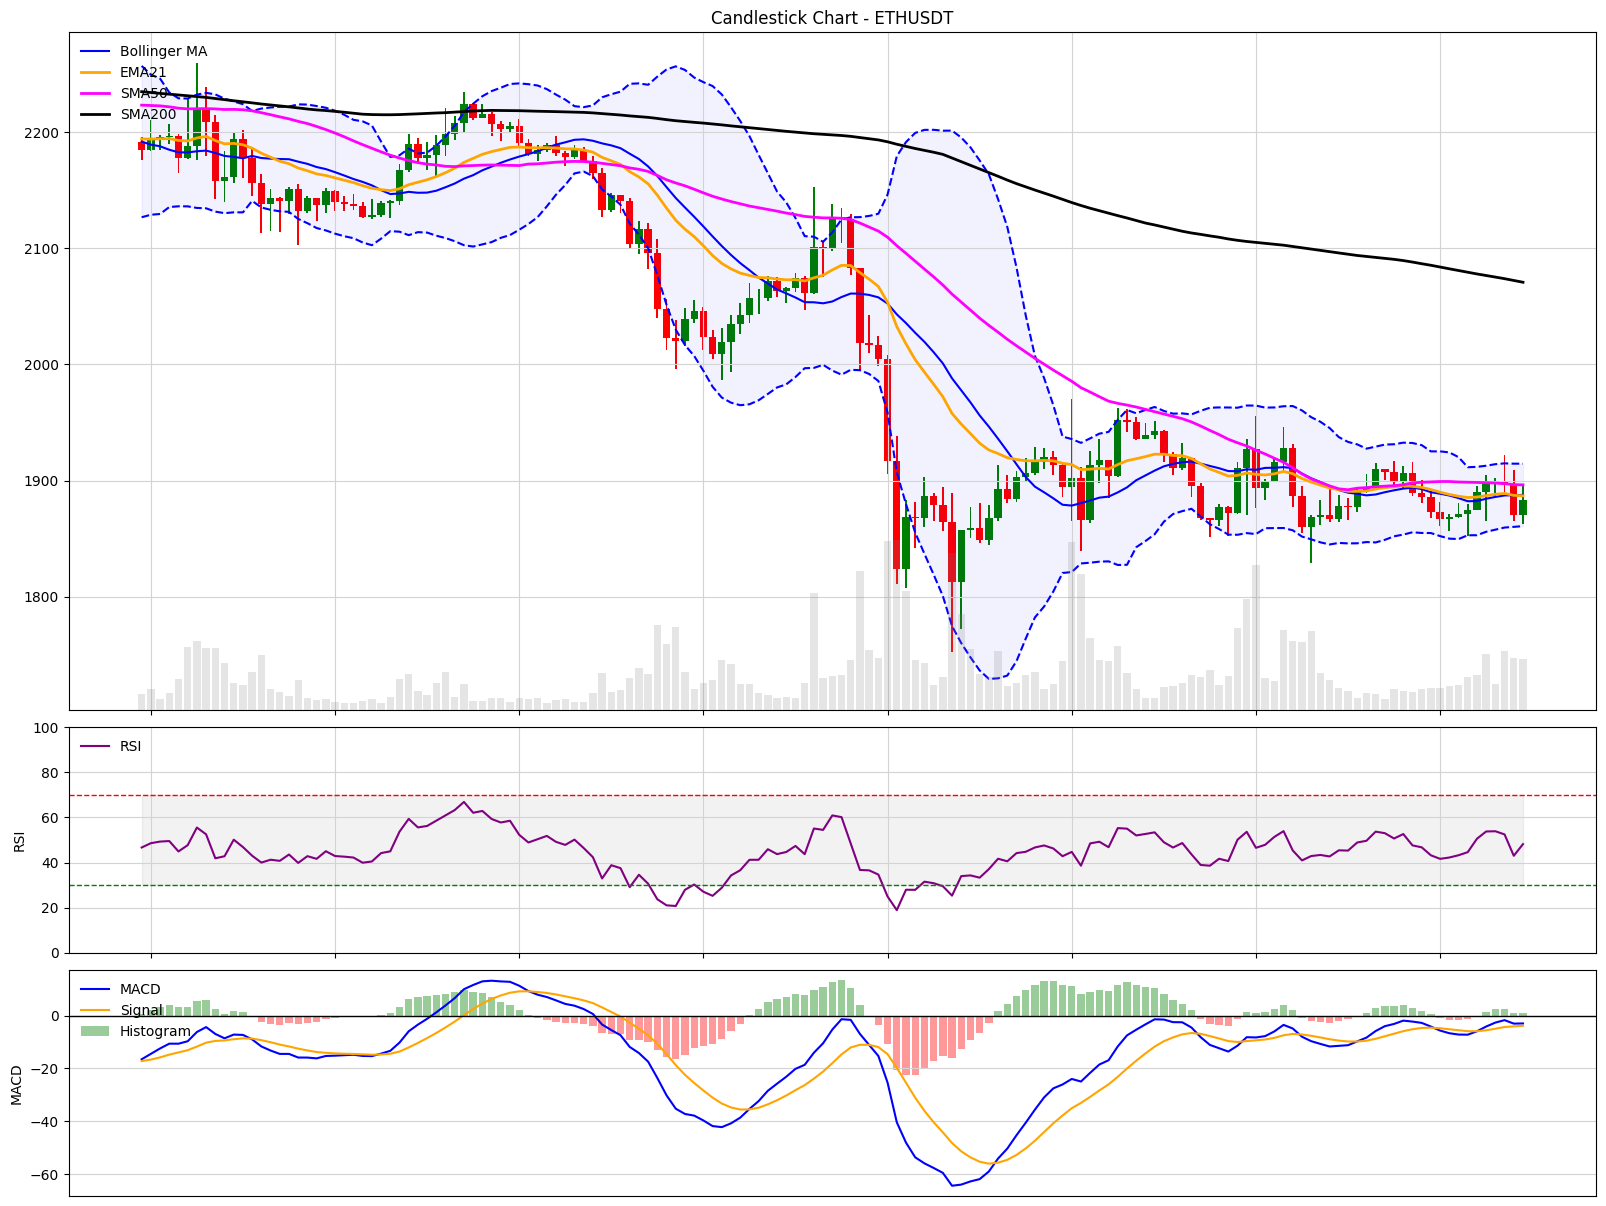 Candlestick Chart - ETHUSDT
Bollinger MA
EMA21
SMA50
SMA200
2200
2100
2000
1900
1800
RSI
100
80
60
40
20
0
RSI
MACD
Signal
Histogram
0
−20
−40
−60
MACD